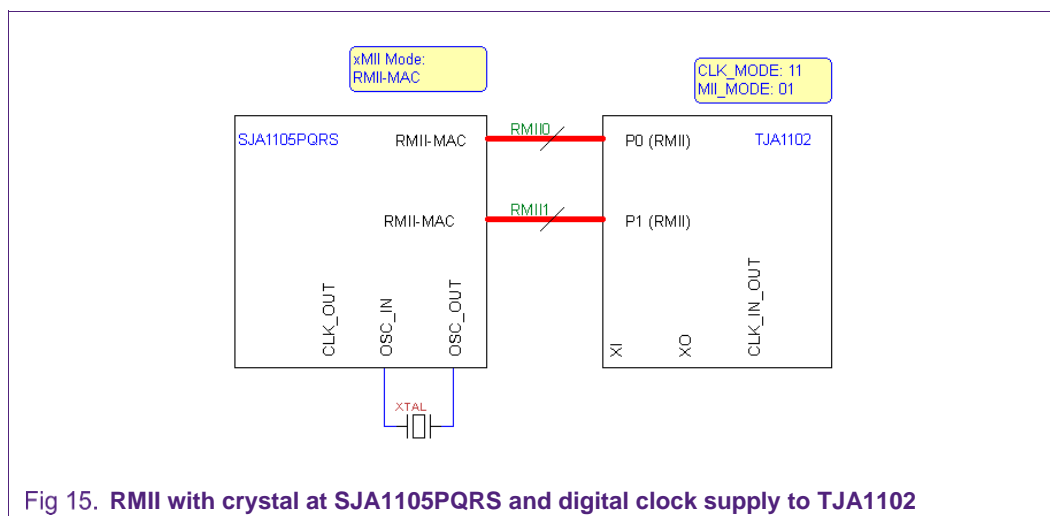 xMII Mode:
RMII-MAC
CLK_MODE: 11
MII_MODE: 01
SJA1105PQRS
RMII-MAC
RMII0
P0 (RMII)
TJA1102
RMII-MAC
RMII1
P1 (RMII)
CLK_OUT
OSC_IN
OSC_OUT
XI
XO
CLK_IN_OUT
XTAL
Fig 15. RMII with crystal at SJA1105PQRS and digital clock supply to TJA1102